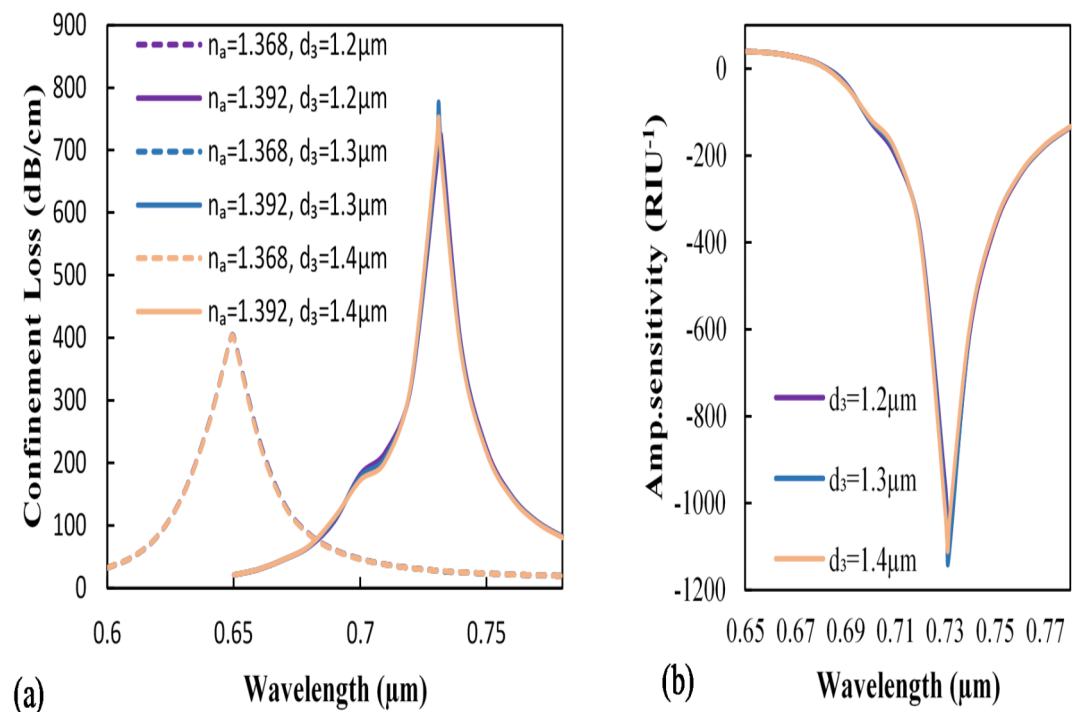 Confinement Loss (dB/cm)
900
800
700
600
500
400
300
200
100
0
nₐ=1.368, d₃=1.2µm
nₐ=1.392, d₃=1.2µm
nₐ=1.368, d₃=1.3µm
nₐ=1.392, d₃=1.3µm
nₐ=1.368, d₃=1.4µm
nₐ=1.392, d₃=1.4µm
0.6 0.65 0.7 0.75
Wavelength (µm)
(a)
Amp.sensitivity (RIU⁻¹)
0
-200
-400
-600
-800
-1000
-1200
d₃=1.2µm
d₃=1.3µm
d₃=1.4µm
0.65 0.67 0.69 0.71 0.73 0.75 0.77
Wavelength (µm)
(b)